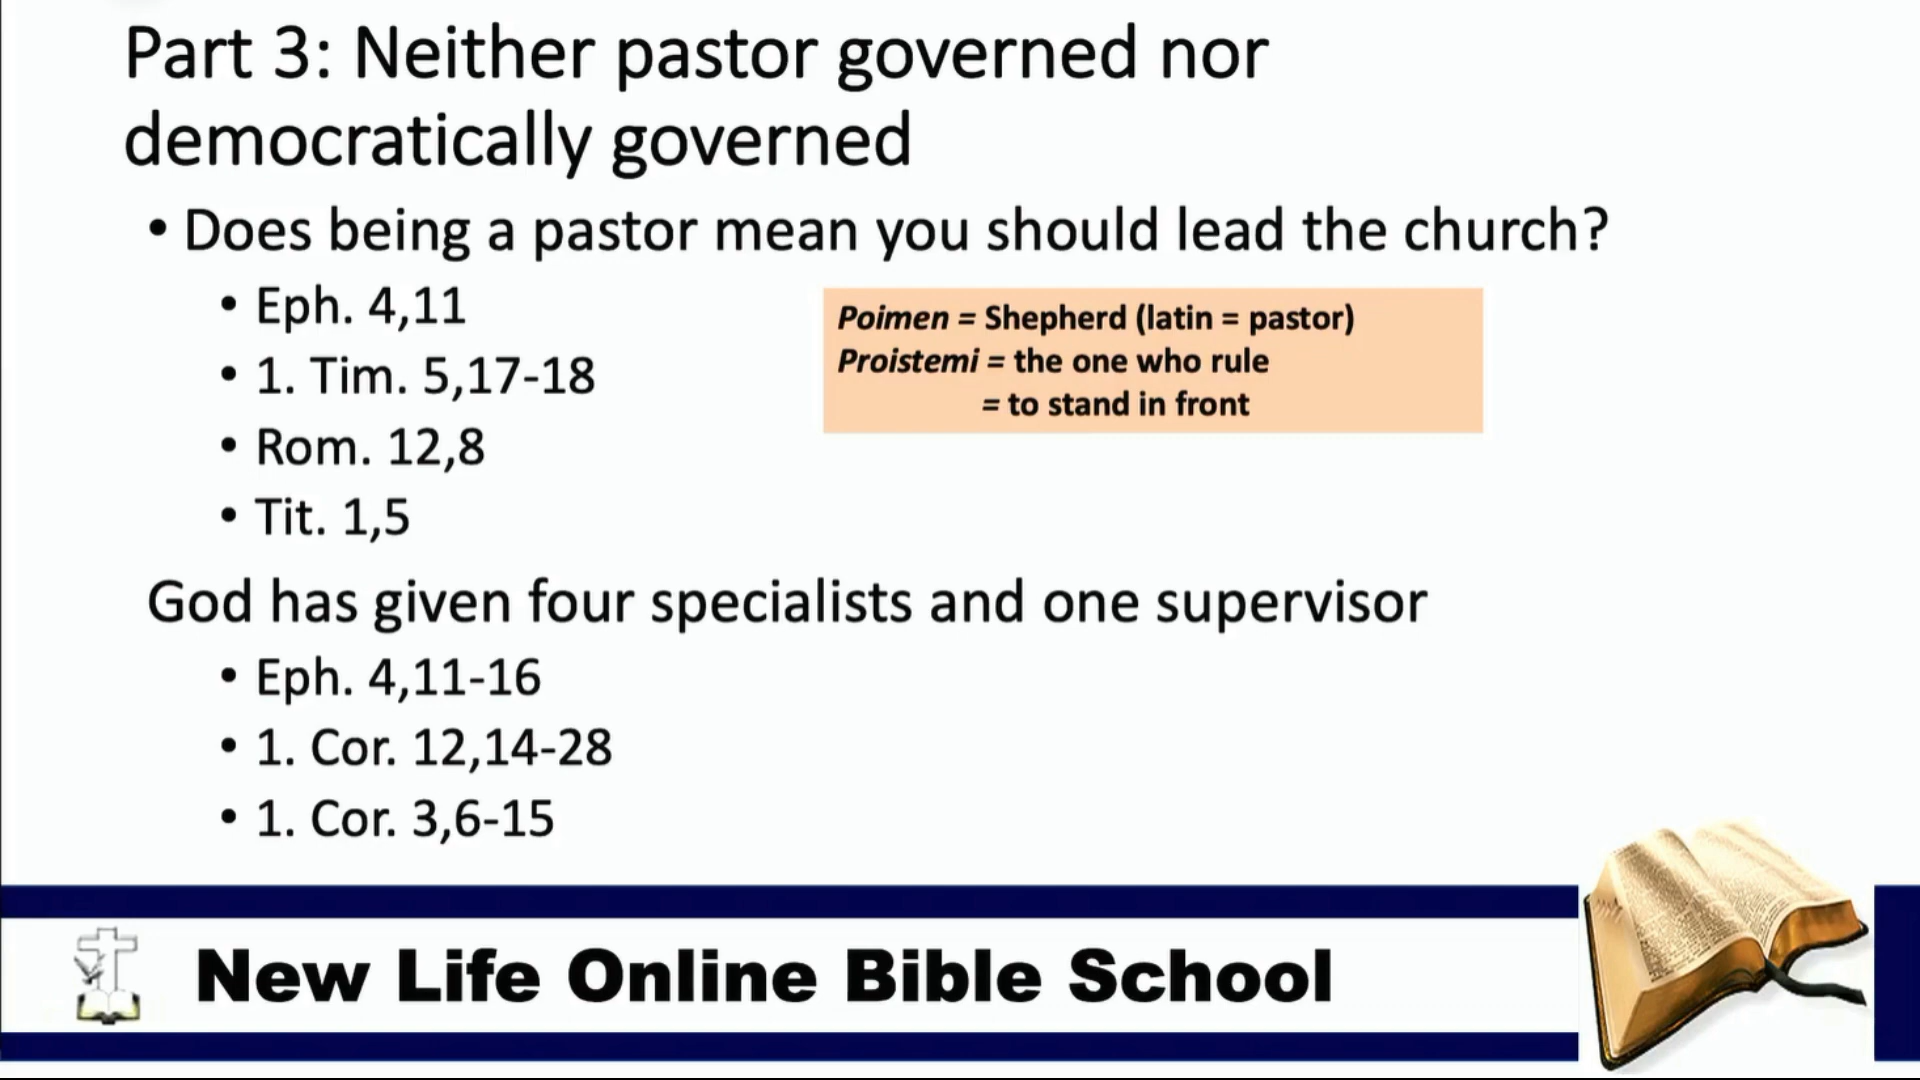 Part 3: Neither pastor governed nor
democratically governed
• Does being a pastor mean you should lead the church?
• Eph. 4,11
• 1. Tim. 5,17-18
• Rom. 12,8
• Tit. 1,5
Poimen = Shepherd (latin = pastor)
Proistemi = the one who rule
= to stand in front
God has given four specialists and one supervisor
• Eph. 4,11-16
• 1. Cor. 12,14-28
• 1. Cor. 3,6-15
New Life Online Bible School